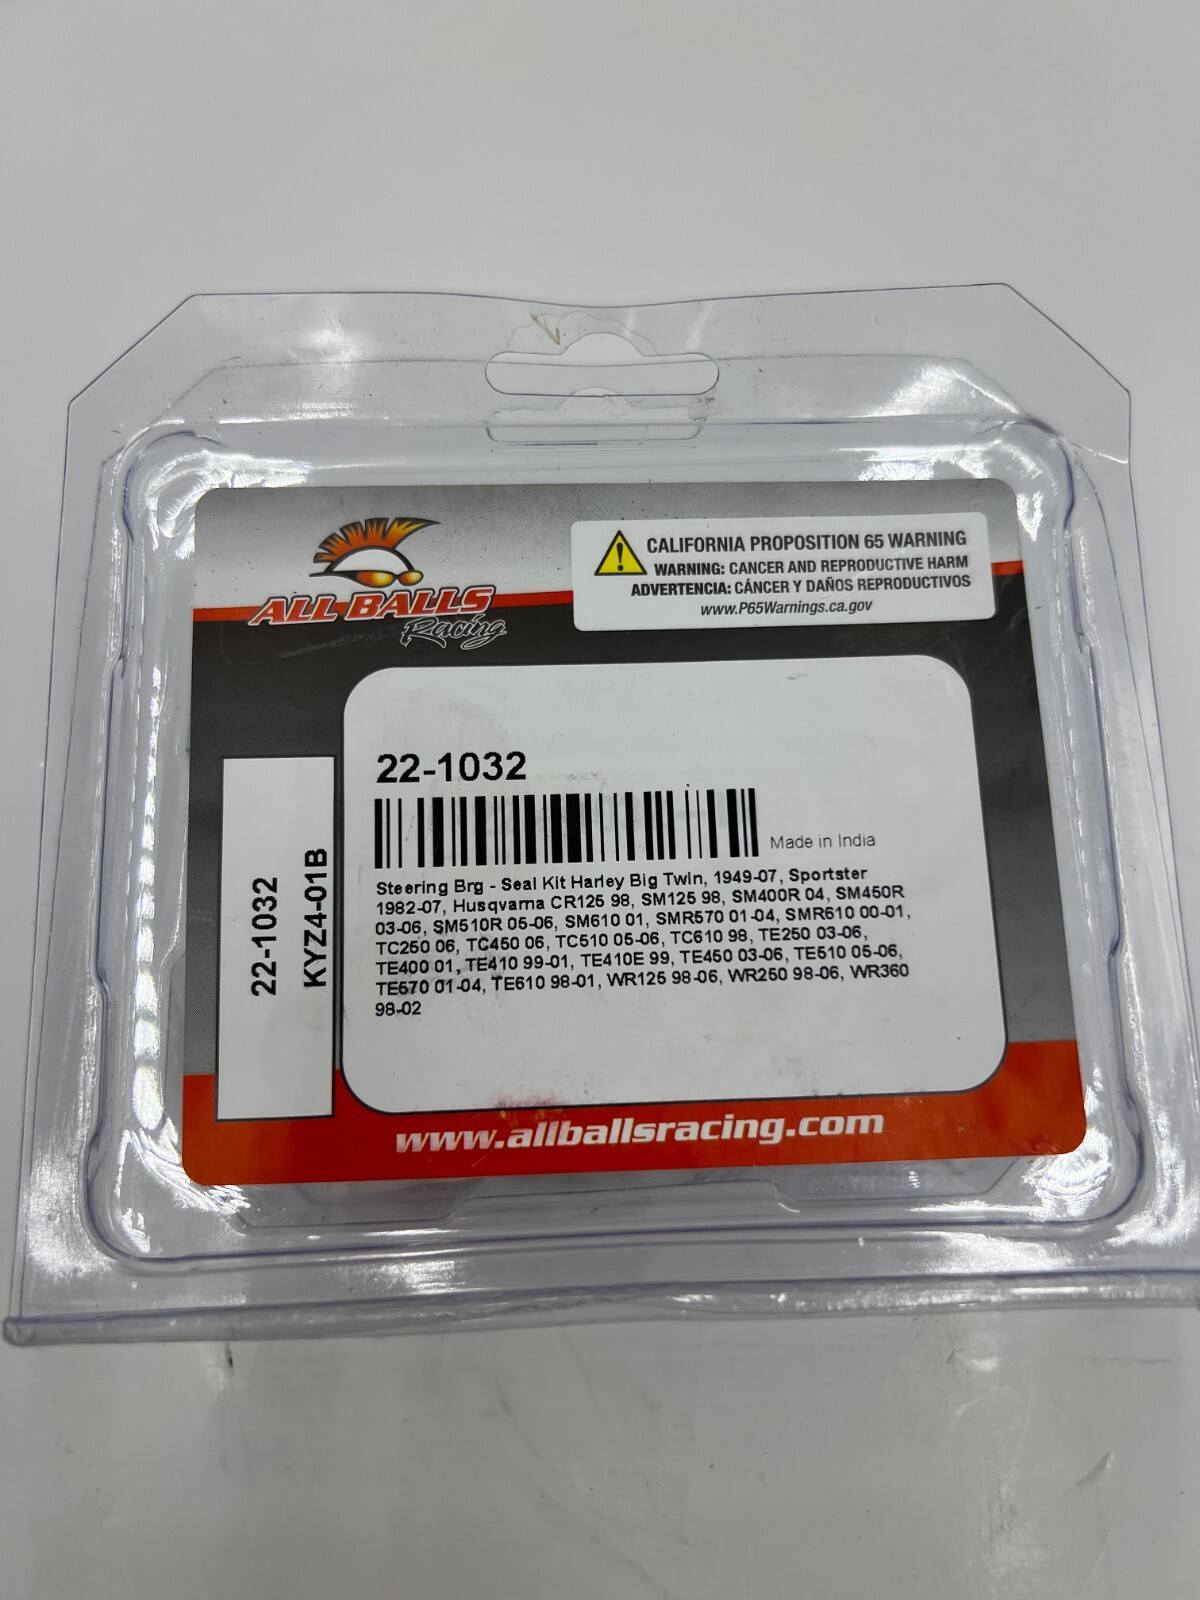 ALL BALLS
Racing
CALIFORNIA PROPOSITION 65 WARNING
WARNING: CANCER AND REPRODUCTIVE HARM
ADVERTENCIA: CÁNCER Y DAÑOS REPRODUCTIVOS
www.P65Warnings.ca.gov
22-1032
Made in India
Steering Brg - Seal Kit Harley Big Twin, 1949-07, Sportster
1982-07, Husqvarna CR125 98, SM125 98, SM400R 04, SM450R
03-06, SM510R 05-06, SM610 01, SMR570 01-04, SMR610 00-01,
TC250 06, TC450 06, TC510 05-06, TC610 98, TE250 03-06,
TE400 01, TE410 99-01, TE410E 99, TE450 03-06, TE510 05-06,
TE570 01-04, TE610 98-01, WR125 98-06, WR250 98-06, WR360
98-02
22-1032
KYZ4-01B
www.allballsracing.com